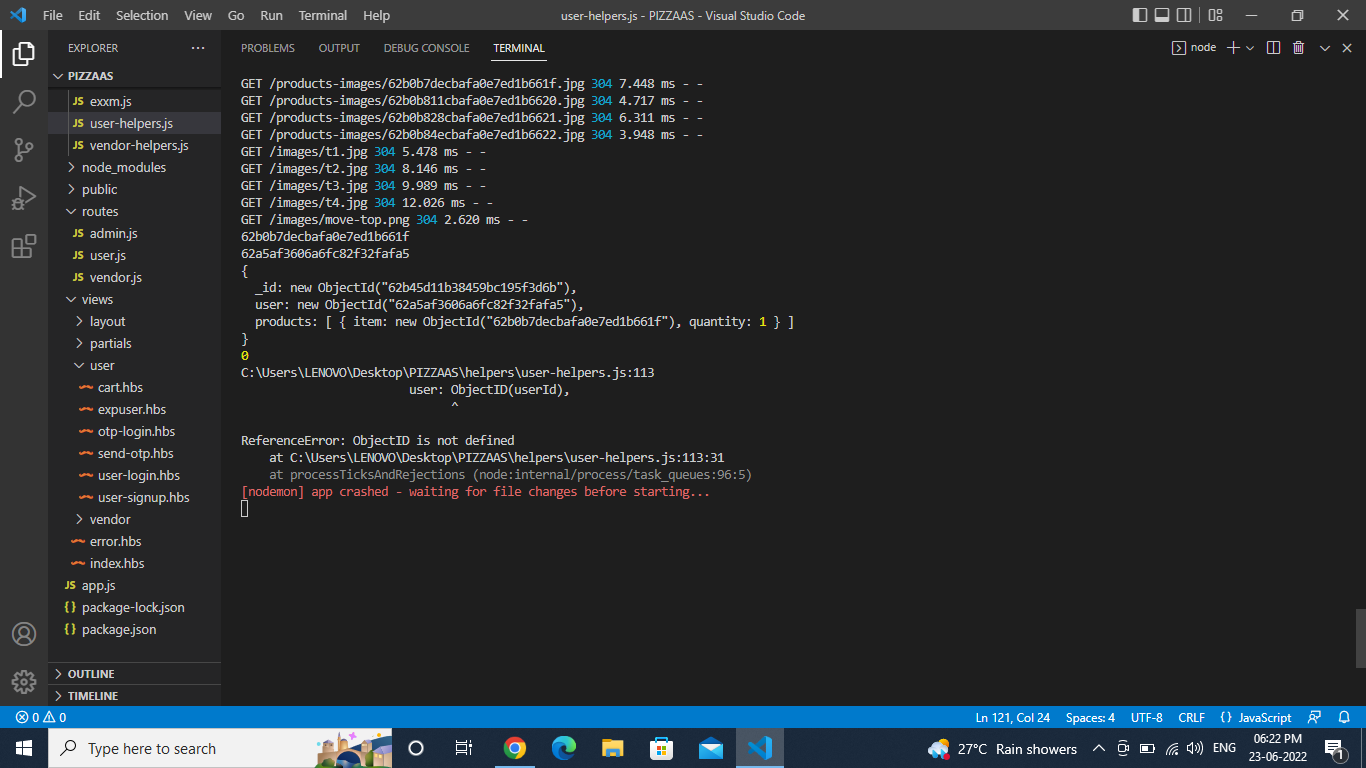 File Edit Selection View Go Run Terminal Help
user-helpers.js - PIZZAAS - Visual Studio Code
EXPLORER
PIZZAAS
JS exxm.js
JS user-helpers.js
JS vendor-helpers.js
node_modules
public
routes
JS admin.js
JS user.js
JS vendor.js
views
layout
partials
user
cart.hbs
expuser.hbs
otp-login.hbs
send-otp.hbs
user-login.hbs
user-signup.hbs
vendor
error.hbs
index.hbs
JS app.js
{} package-lock.json
{} package.json
OUTLINE
TIMELINE
PROBLEMS OUTPUT DEBUG CONSOLE TERMINAL
node
GET /products-images/62b0b7decbafa0e7ed1b661f.jpg 304 7.448 ms - -
GET /products-images/62b0b811cbafa0e7ed1b6620.jpg 304 4.717 ms - -
GET /products-images/62b0b828cbafa0e7ed1b6621.jpg 304 6.311 ms - -
GET /products-images/62b0b84ecbafa0e7ed1b6622.jpg 304 3.948 ms - -
GET /images/t1.jpg 304 5.478 ms - -
GET /images/t2.jpg 304 8.146 ms - -
GET /images/t3.jpg 304 9.989 ms - -
GET /images/t4.jpg 304 12.026 ms - -
GET /images/move-top.png 304 2.620 ms - -
62b0b7decbafa0e7ed1b661f
62a5af3606a6fc82f32fafa5
{
_id: new ObjectId("62b45d11b38459bc195f3d6b"),
user: new ObjectId("62a5af3606a6fc82f32fafa5"),
products: [ { item: new ObjectId("62b0b7decbafa0e7ed1b661f"), quantity: 1 } ]
}
0
C:\Users\LENOVO\Desktop\PIZZAAS\helpers\user-helpers.js:113
user: ObjectID(userId),
^
ReferenceError: ObjectID is not defined
at C:\Users\LENOVO\Desktop\PIZZAAS\helpers\user-helpers.js:113:31
at processTicksAndRejections (node:internal/process/task_queues:96:5)
[nodemon] app crashed - waiting for file changes before starting...
0 0
Ln 121, Col 24 Spaces: 4 UTF-8 CRLF {} JavaScript
Type here to search
27°C Rain showers
ENG
06:22 PM
23-06-2022
1